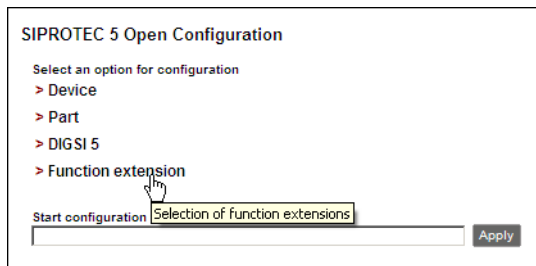 SIPROTEC 5 Open Configuration
Select an option for configuration
> Device
> Part
> DIGSI 5
> Function extension
Selection of function extensions
Start configuration
Apply